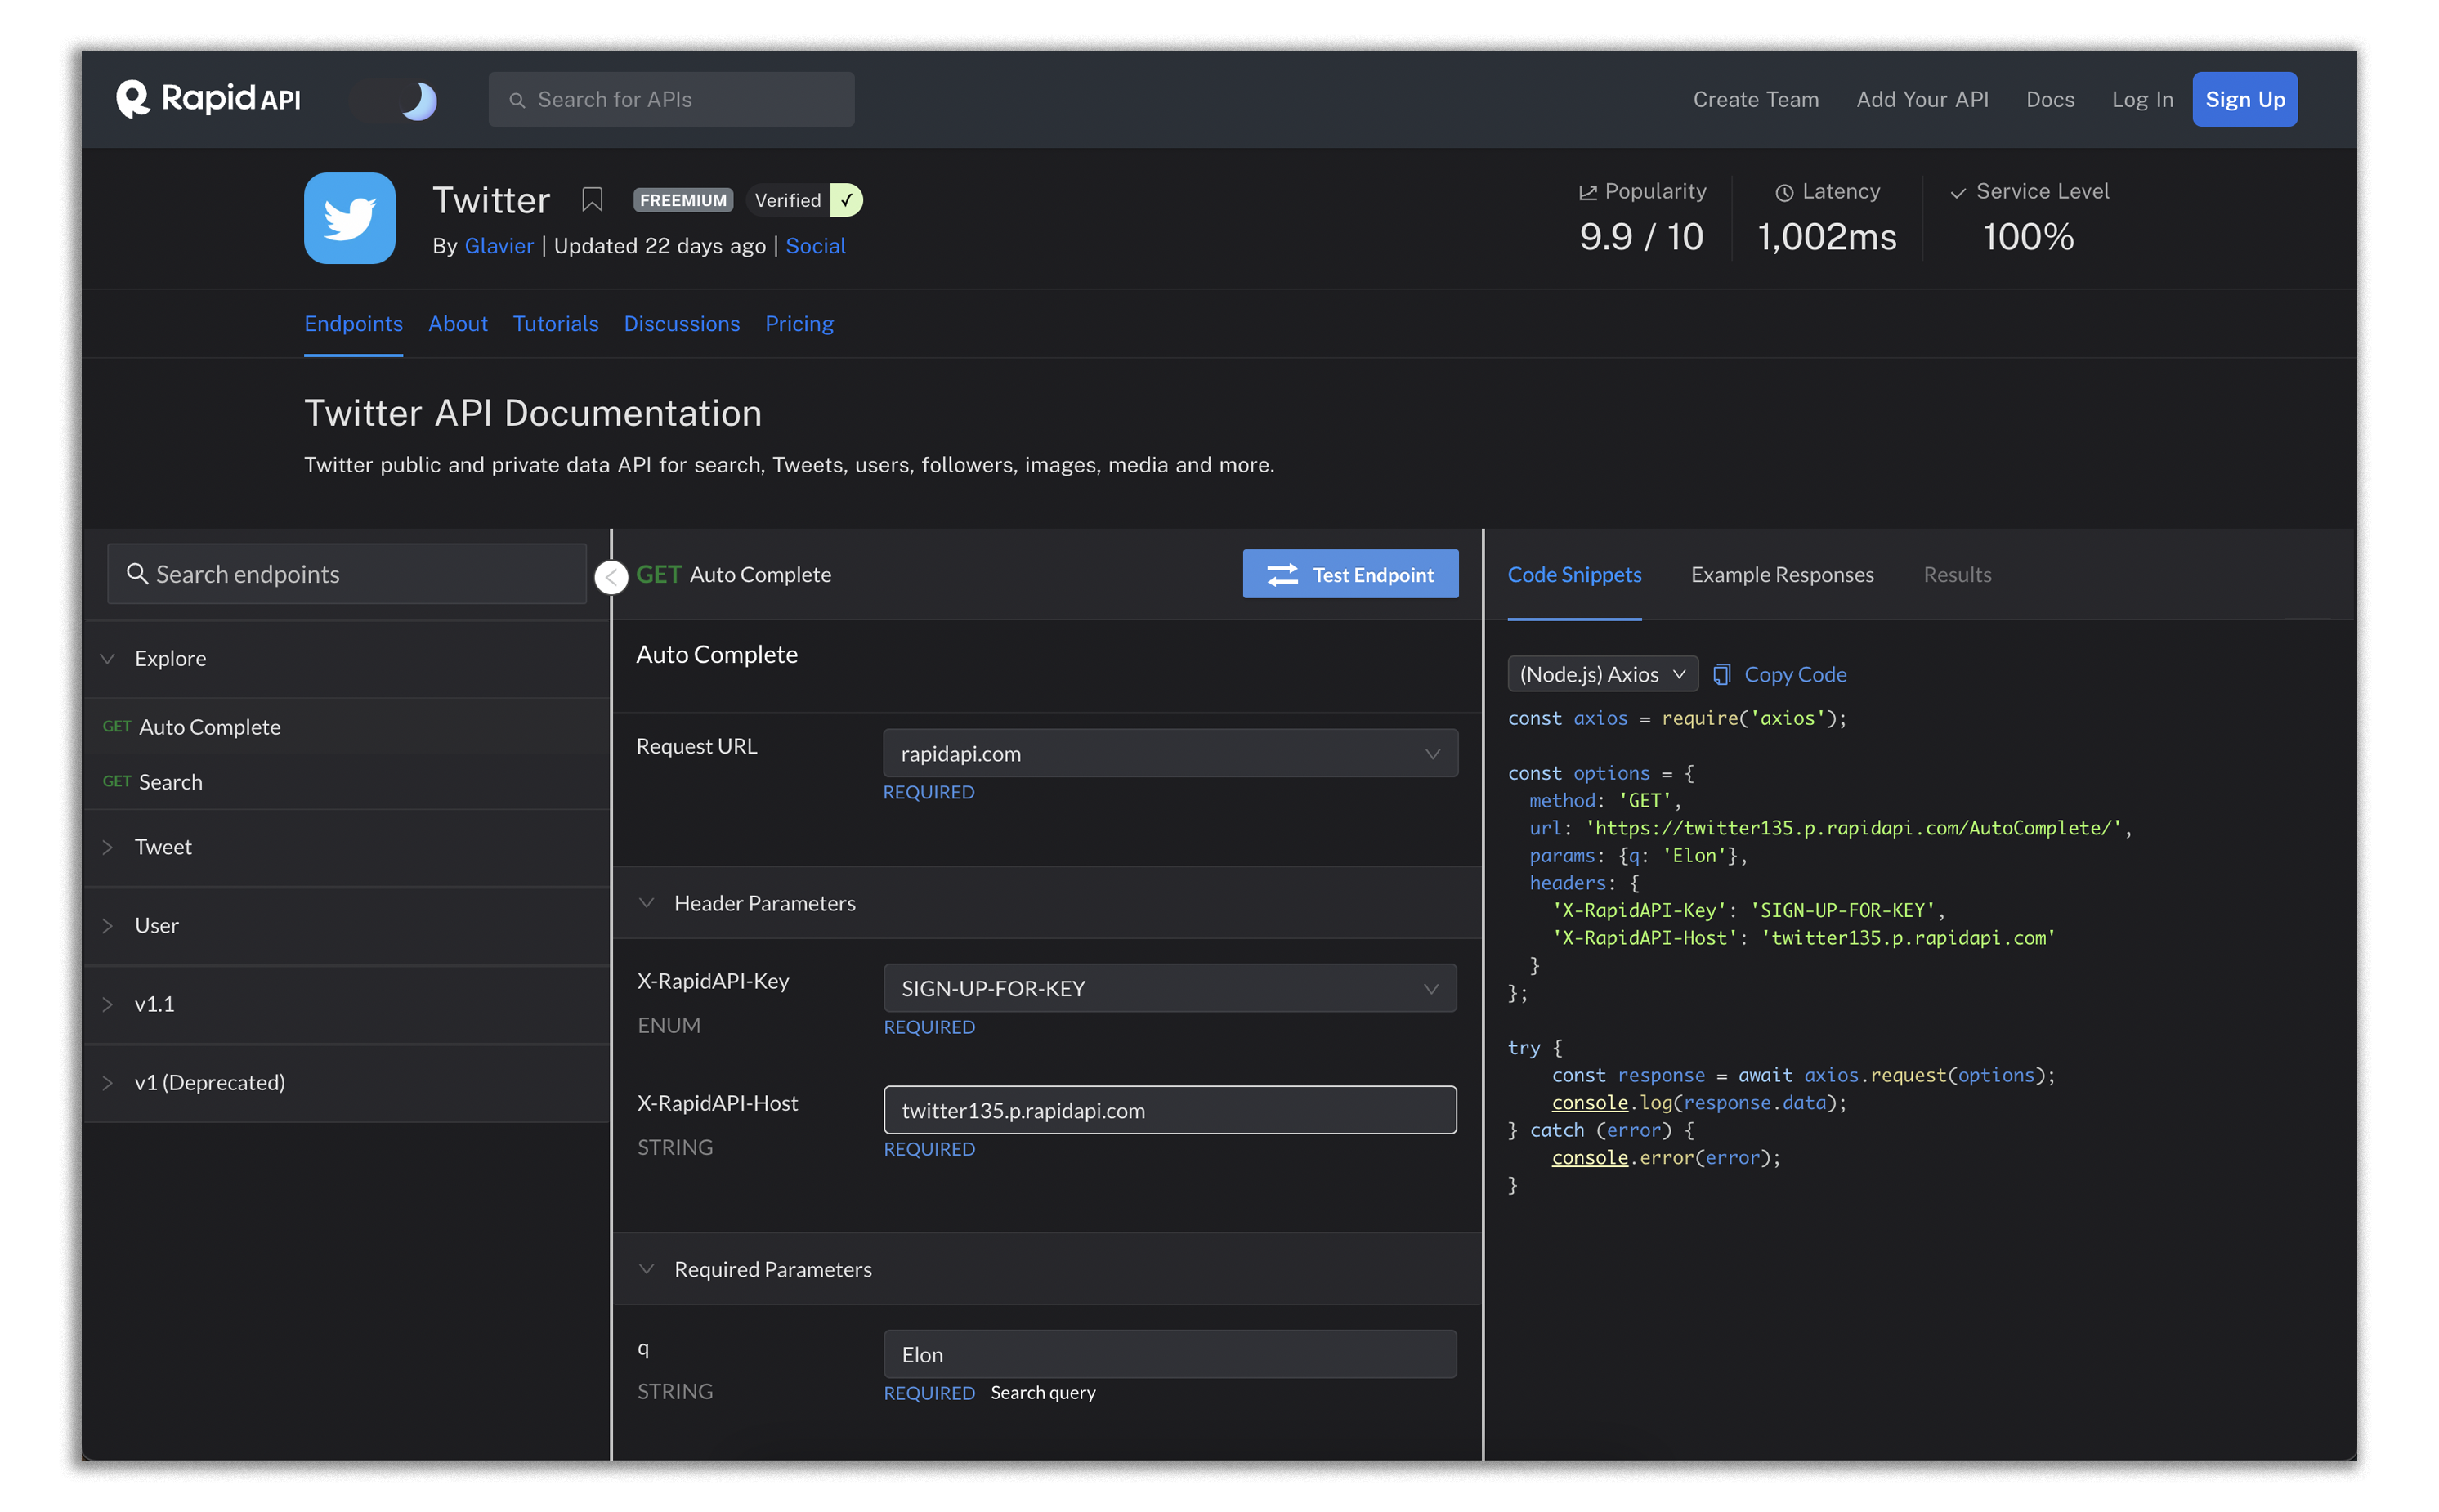 Rapid API
Search for APIs
Create Team Add Your API Docs Log In Sign Up
Twitter FREEMIUM Verified ✓
By Glavier | Updated 22 days ago | Social
Popularity
9.9 / 10
Latency
1,002ms
Service Level
100%
Endpoints About Tutorials Discussions Pricing
Twitter API Documentation
Twitter public and private data API for search, Tweets, users, followers, images, media and more.
Search endpoints
Explore
GET Auto Complete
GET Search
Tweet
User
v1.1
v1 (Deprecated)
GET Auto Complete
Test Endpoint
Auto Complete
Request URL
rapidapi.com
REQUIRED
Header Parameters
X-RapidAPI-Key
SIGN-UP-FOR-KEY
ENUM
REQUIRED
X-RapidAPI-Host
twitter135.p.rapidapi.com
STRING
REQUIRED
Required Parameters
q
Elon
STRING
REQUIRED Search query
Code Snippets Example Responses Results
(Node.js) Axios Copy Code
const axios = require('axios');
const options = {
  method: 'GET',
  url: 'https://twitter135.p.rapidapi.com/AutoComplete/',
  params: {q: 'Elon'},
  headers: {
    'X-RapidAPI-Key': 'SIGN-UP-FOR-KEY',
    'X-RapidAPI-Host': 'twitter135.p.rapidapi.com'
  }
};
try {
    const response = await axios.request(options);
    console.log(response.data);
} catch (error) {
    console.error(error);
}